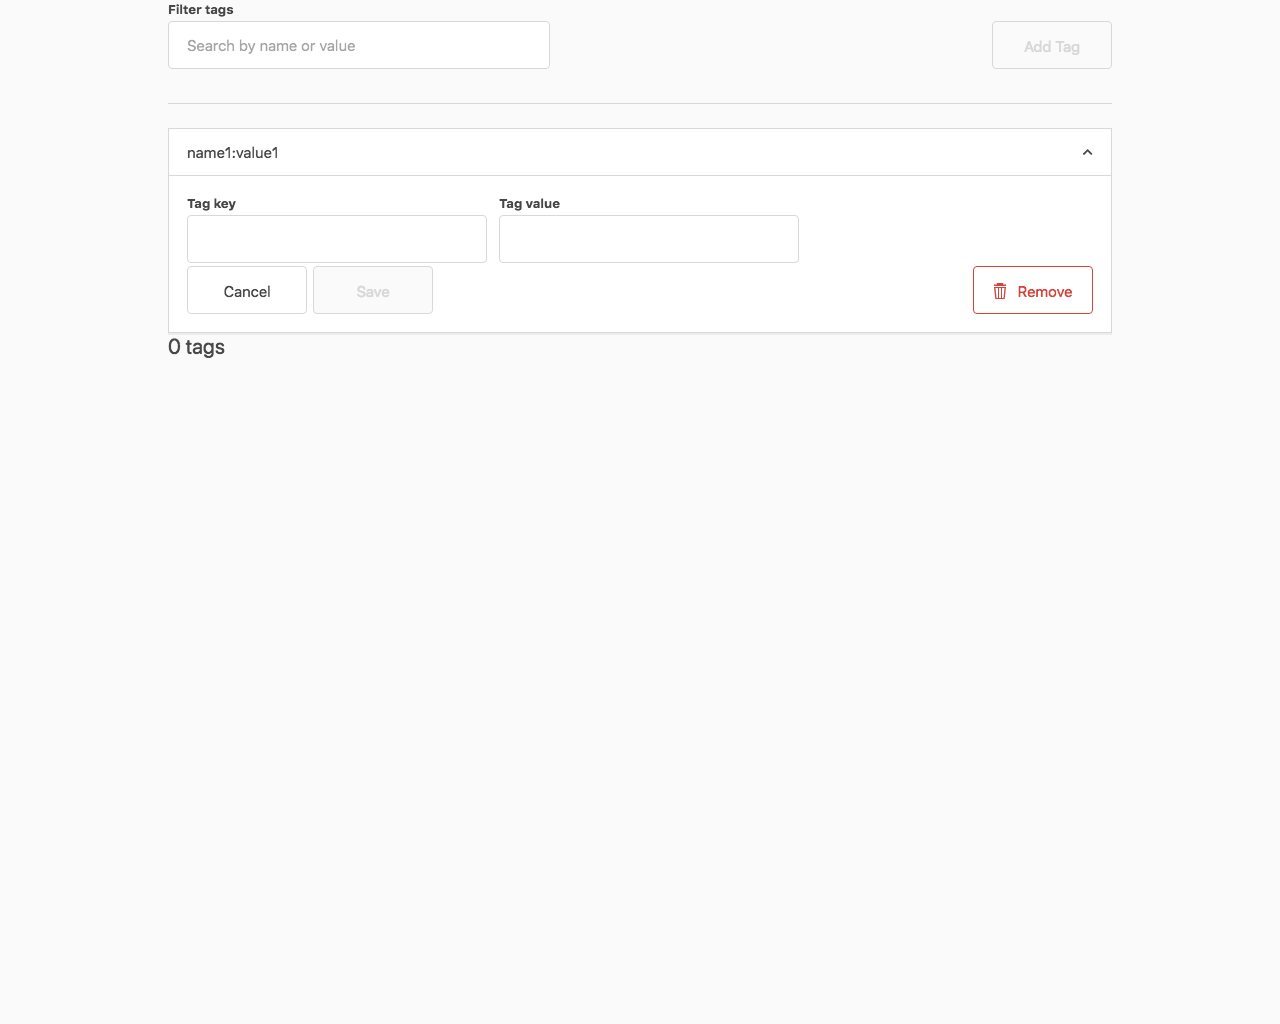 Filter tags
Search by name or value
Add Tag
name1:value1
Tag key
Tag value
Cancel
Save
Remove
0 tags